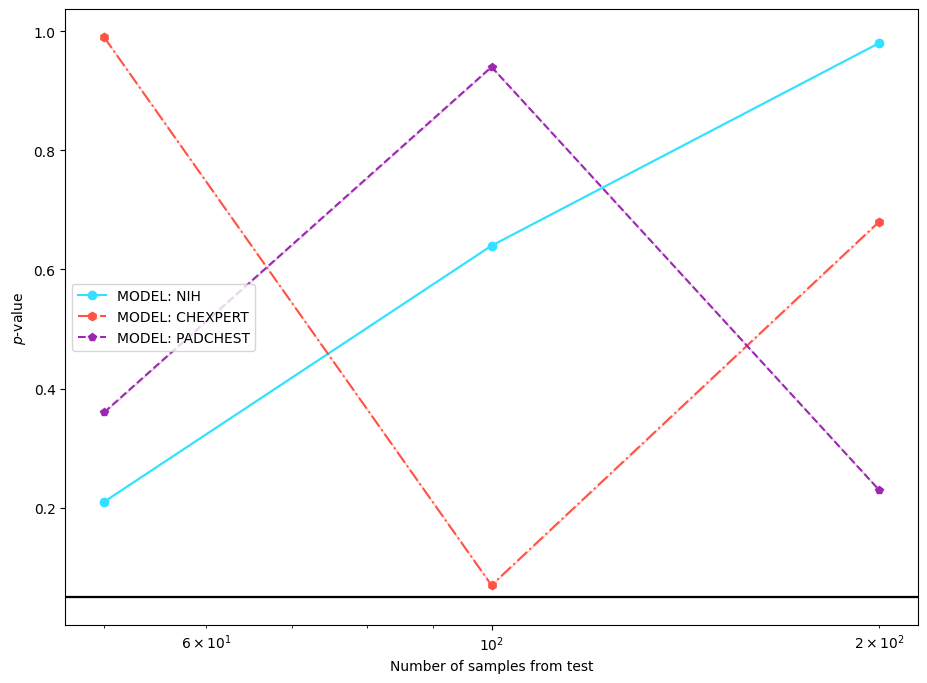 1.0
0.8
0.6
0.4
0.2
p-value
MODEL: NIH
MODEL: CHEXPERT
MODEL: PADCHEST
6 × 10¹
10²
2 × 10²
Number of samples from test